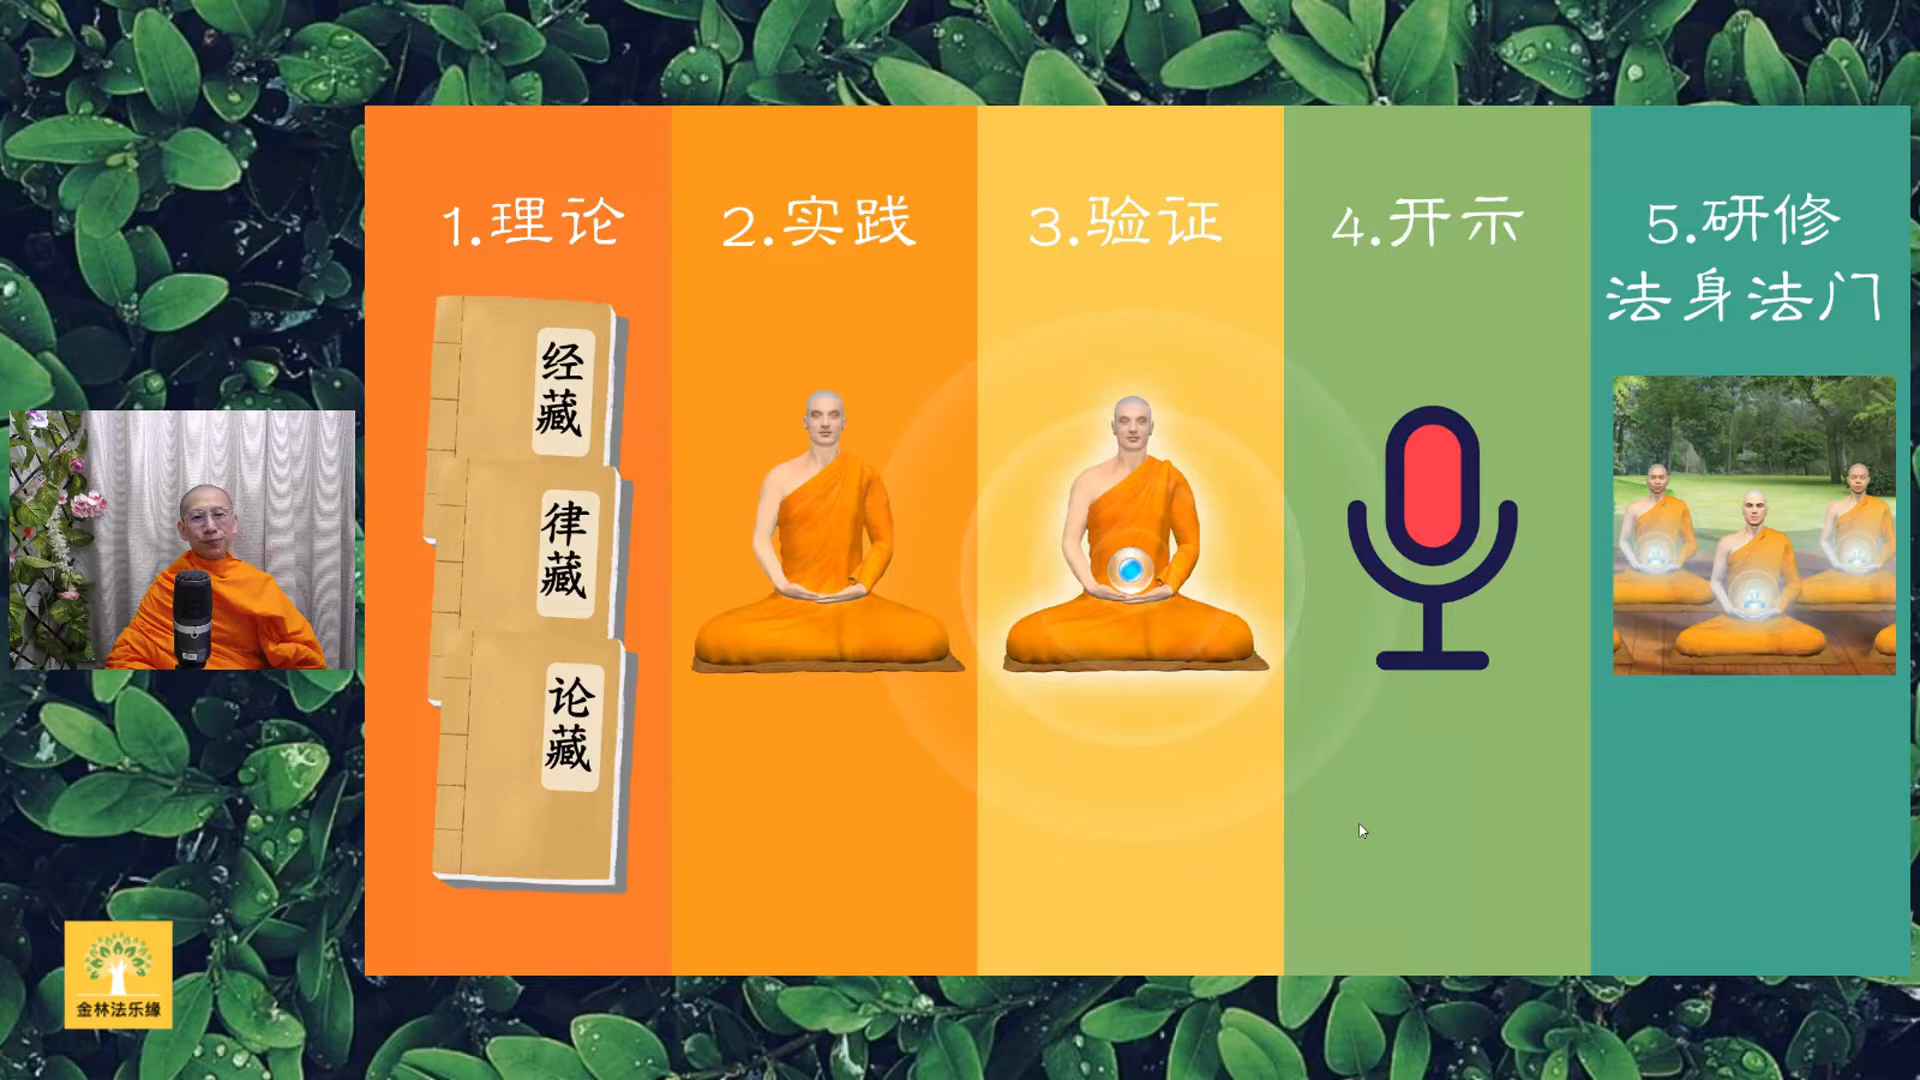 1.理论
2.实践
3.验证
4.开示
5.研修
法身法门
经藏
律藏
论藏
金林法乐缘